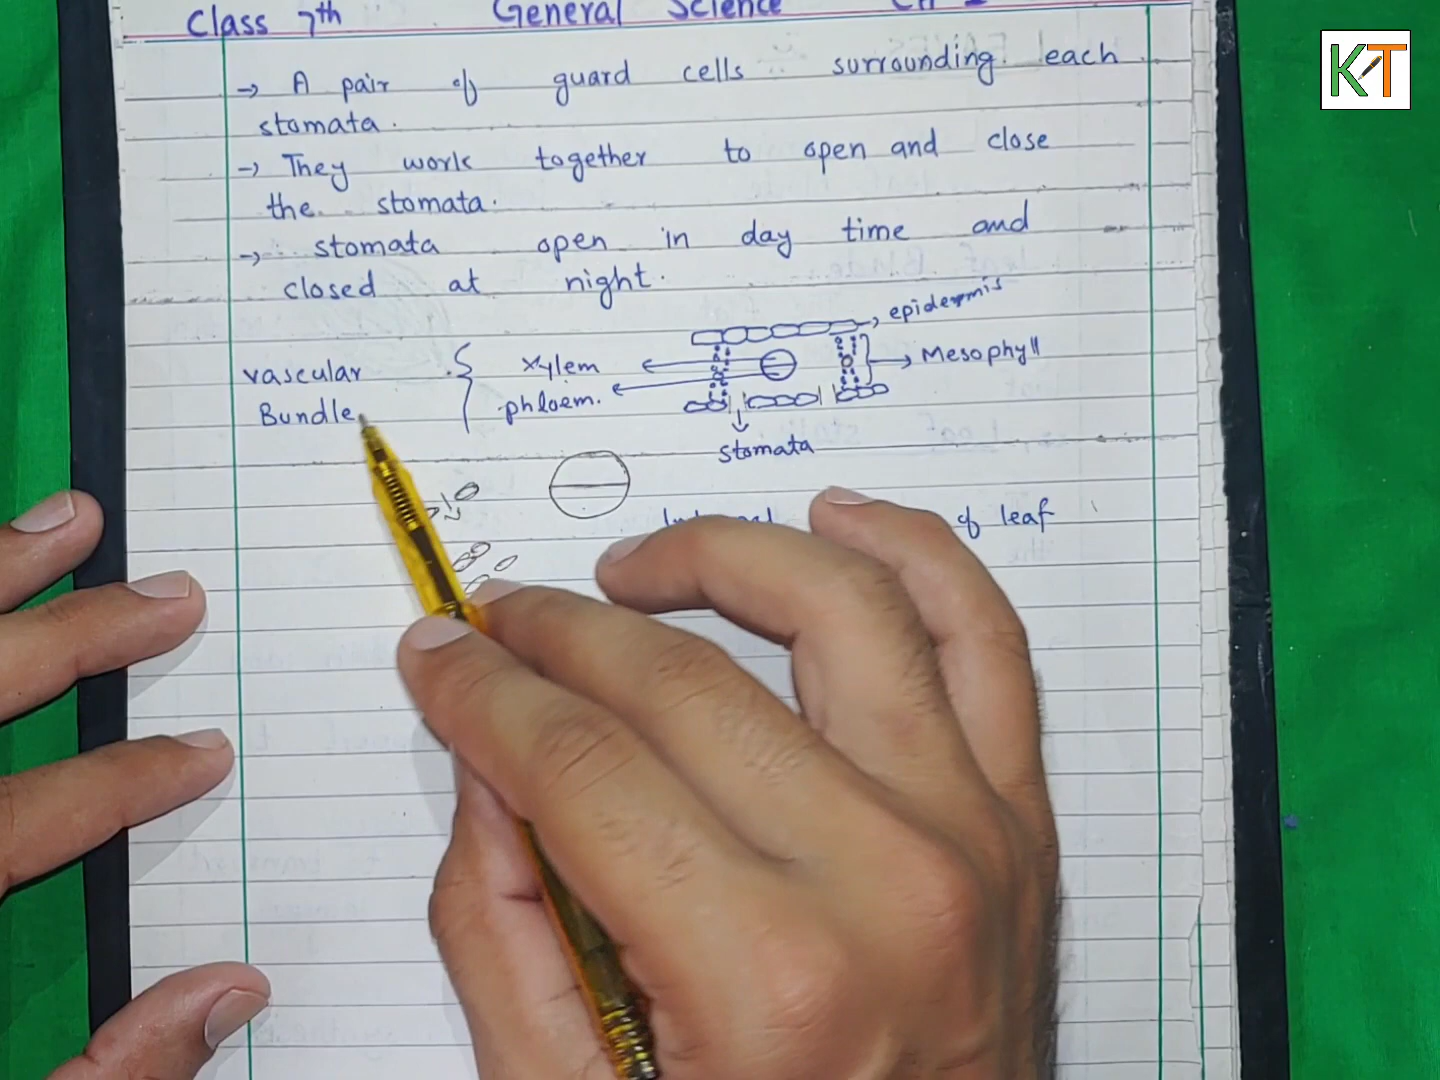 Class 7th General Science
→ A pair of guard cells surrounding each
stomata.
→ They work together to open and close
the stomata.
→ stomata open in day time and
closed at night.
epidermis
vascular Bundle
xylem
phloem.
Mesophyll
stomata
of leaf
KT